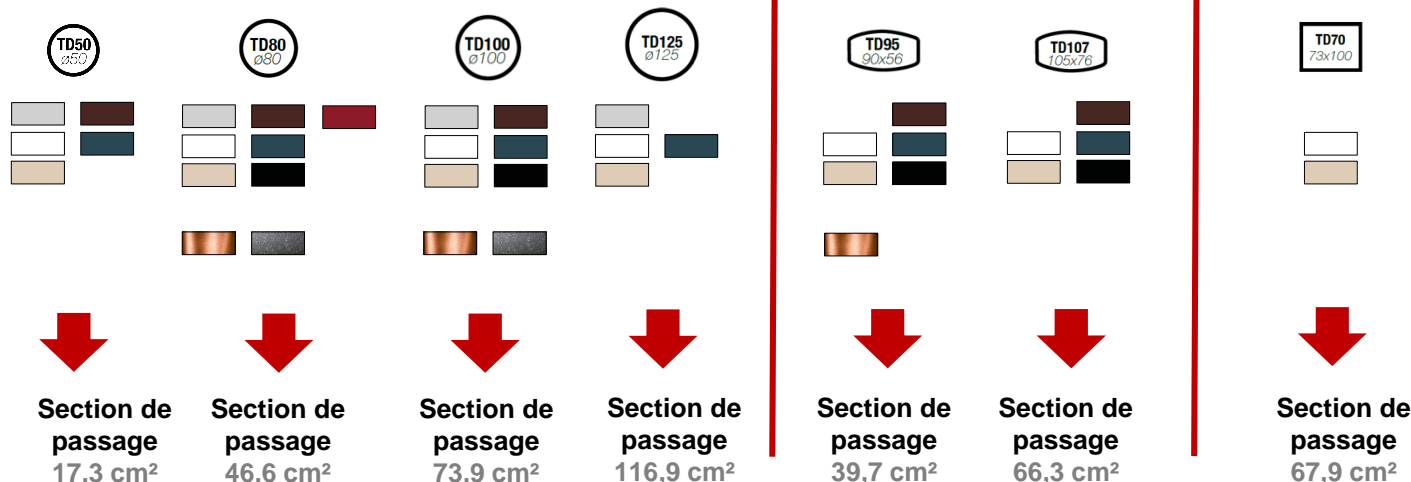 TD50
ø50
TD80
ø80
TD100
ø100
TD125
ø125
TD95
90x56
TD107
105x76
TD70
73x100
Section de
passage
17,3 cm²
Section de
passage
46,6 cm²
Section de
passage
73,9 cm²
Section de
passage
116,9 cm²
Section de
passage
39,7 cm²
Section de
passage
66,3 cm²
Section de
passage
67,9 cm²